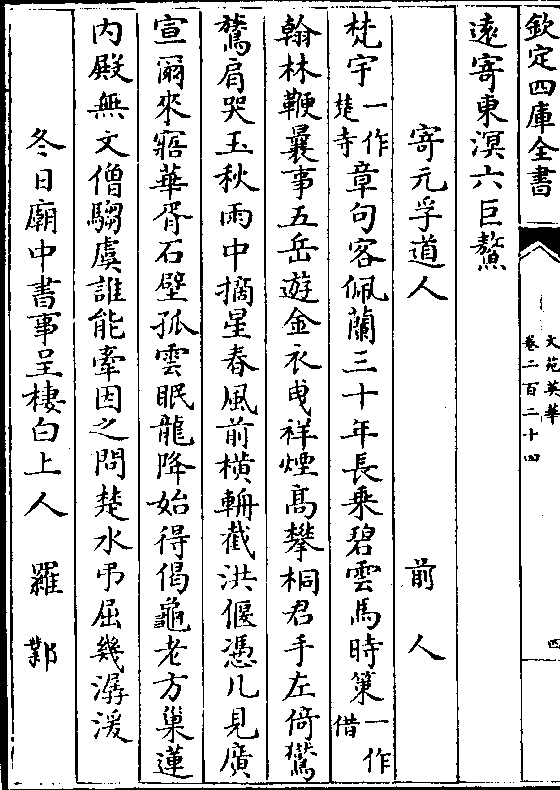 欽定四庫全書
文苑英華
卷二百二十四
四
遠寄東溟六巨鰲
寄元孚道人　前人
梵宇一作梵寺章句客佩蘭三十年長乘碧雲馬時策一作借
翰林鞭曩事五岳遊金衣曳祥煙高攀桐君手左倚鸑
鷟肩哭玉秋雨中摘星春風前橫輈截洪偃憑几見廣
宣爾來寤華胥石壁孤雲眠龍降始得偈龜老方巢蓮
内殿無文僧騶虞誰能牽因之問楚水弔屈幾潺湲
冬日廟中書事呈棲白上人　羅鄴